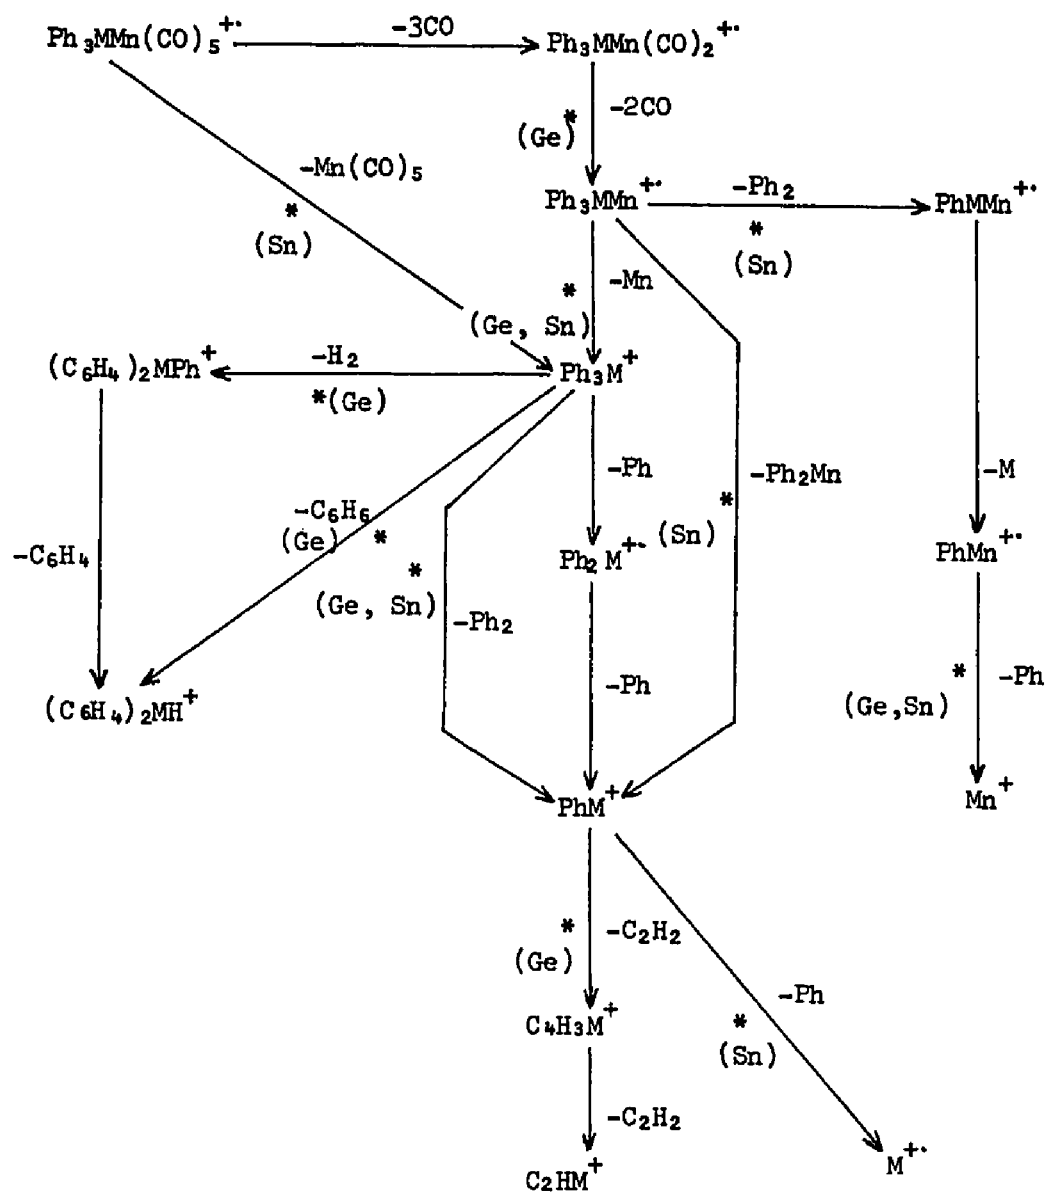 Ph₃MMn(CO)₅⁺· -3CO Ph₃MMn(CO)₂⁺·
* -2CO
(Ge)
-Mn(CO)₅
*
(Sn)
Ph₃MMn⁺· -Ph₂ PhMMn⁺·
*
(Sn)
* -Mn
(Ge, Sn)
(C₆H₄)₂MPh⁺ -H₂ Ph₃M⁺
*(Ge)
-Ph -Ph₂Mn -M
*
(Sn)
-C₆H₆
(Ge) *
-C₆H₄ Ph₂M⁺· PhMn⁺·
*
(Ge, Sn) -Ph₂
-Ph * -Ph
(Ge,Sn)
(C₆H₄)₂MH⁺
PhM⁺ Mn⁺
* -C₂H₂
(Ge)
-Ph
*
(Sn)
C₄H₃M⁺
-C₂H₂
C₂HM⁺ M⁺·